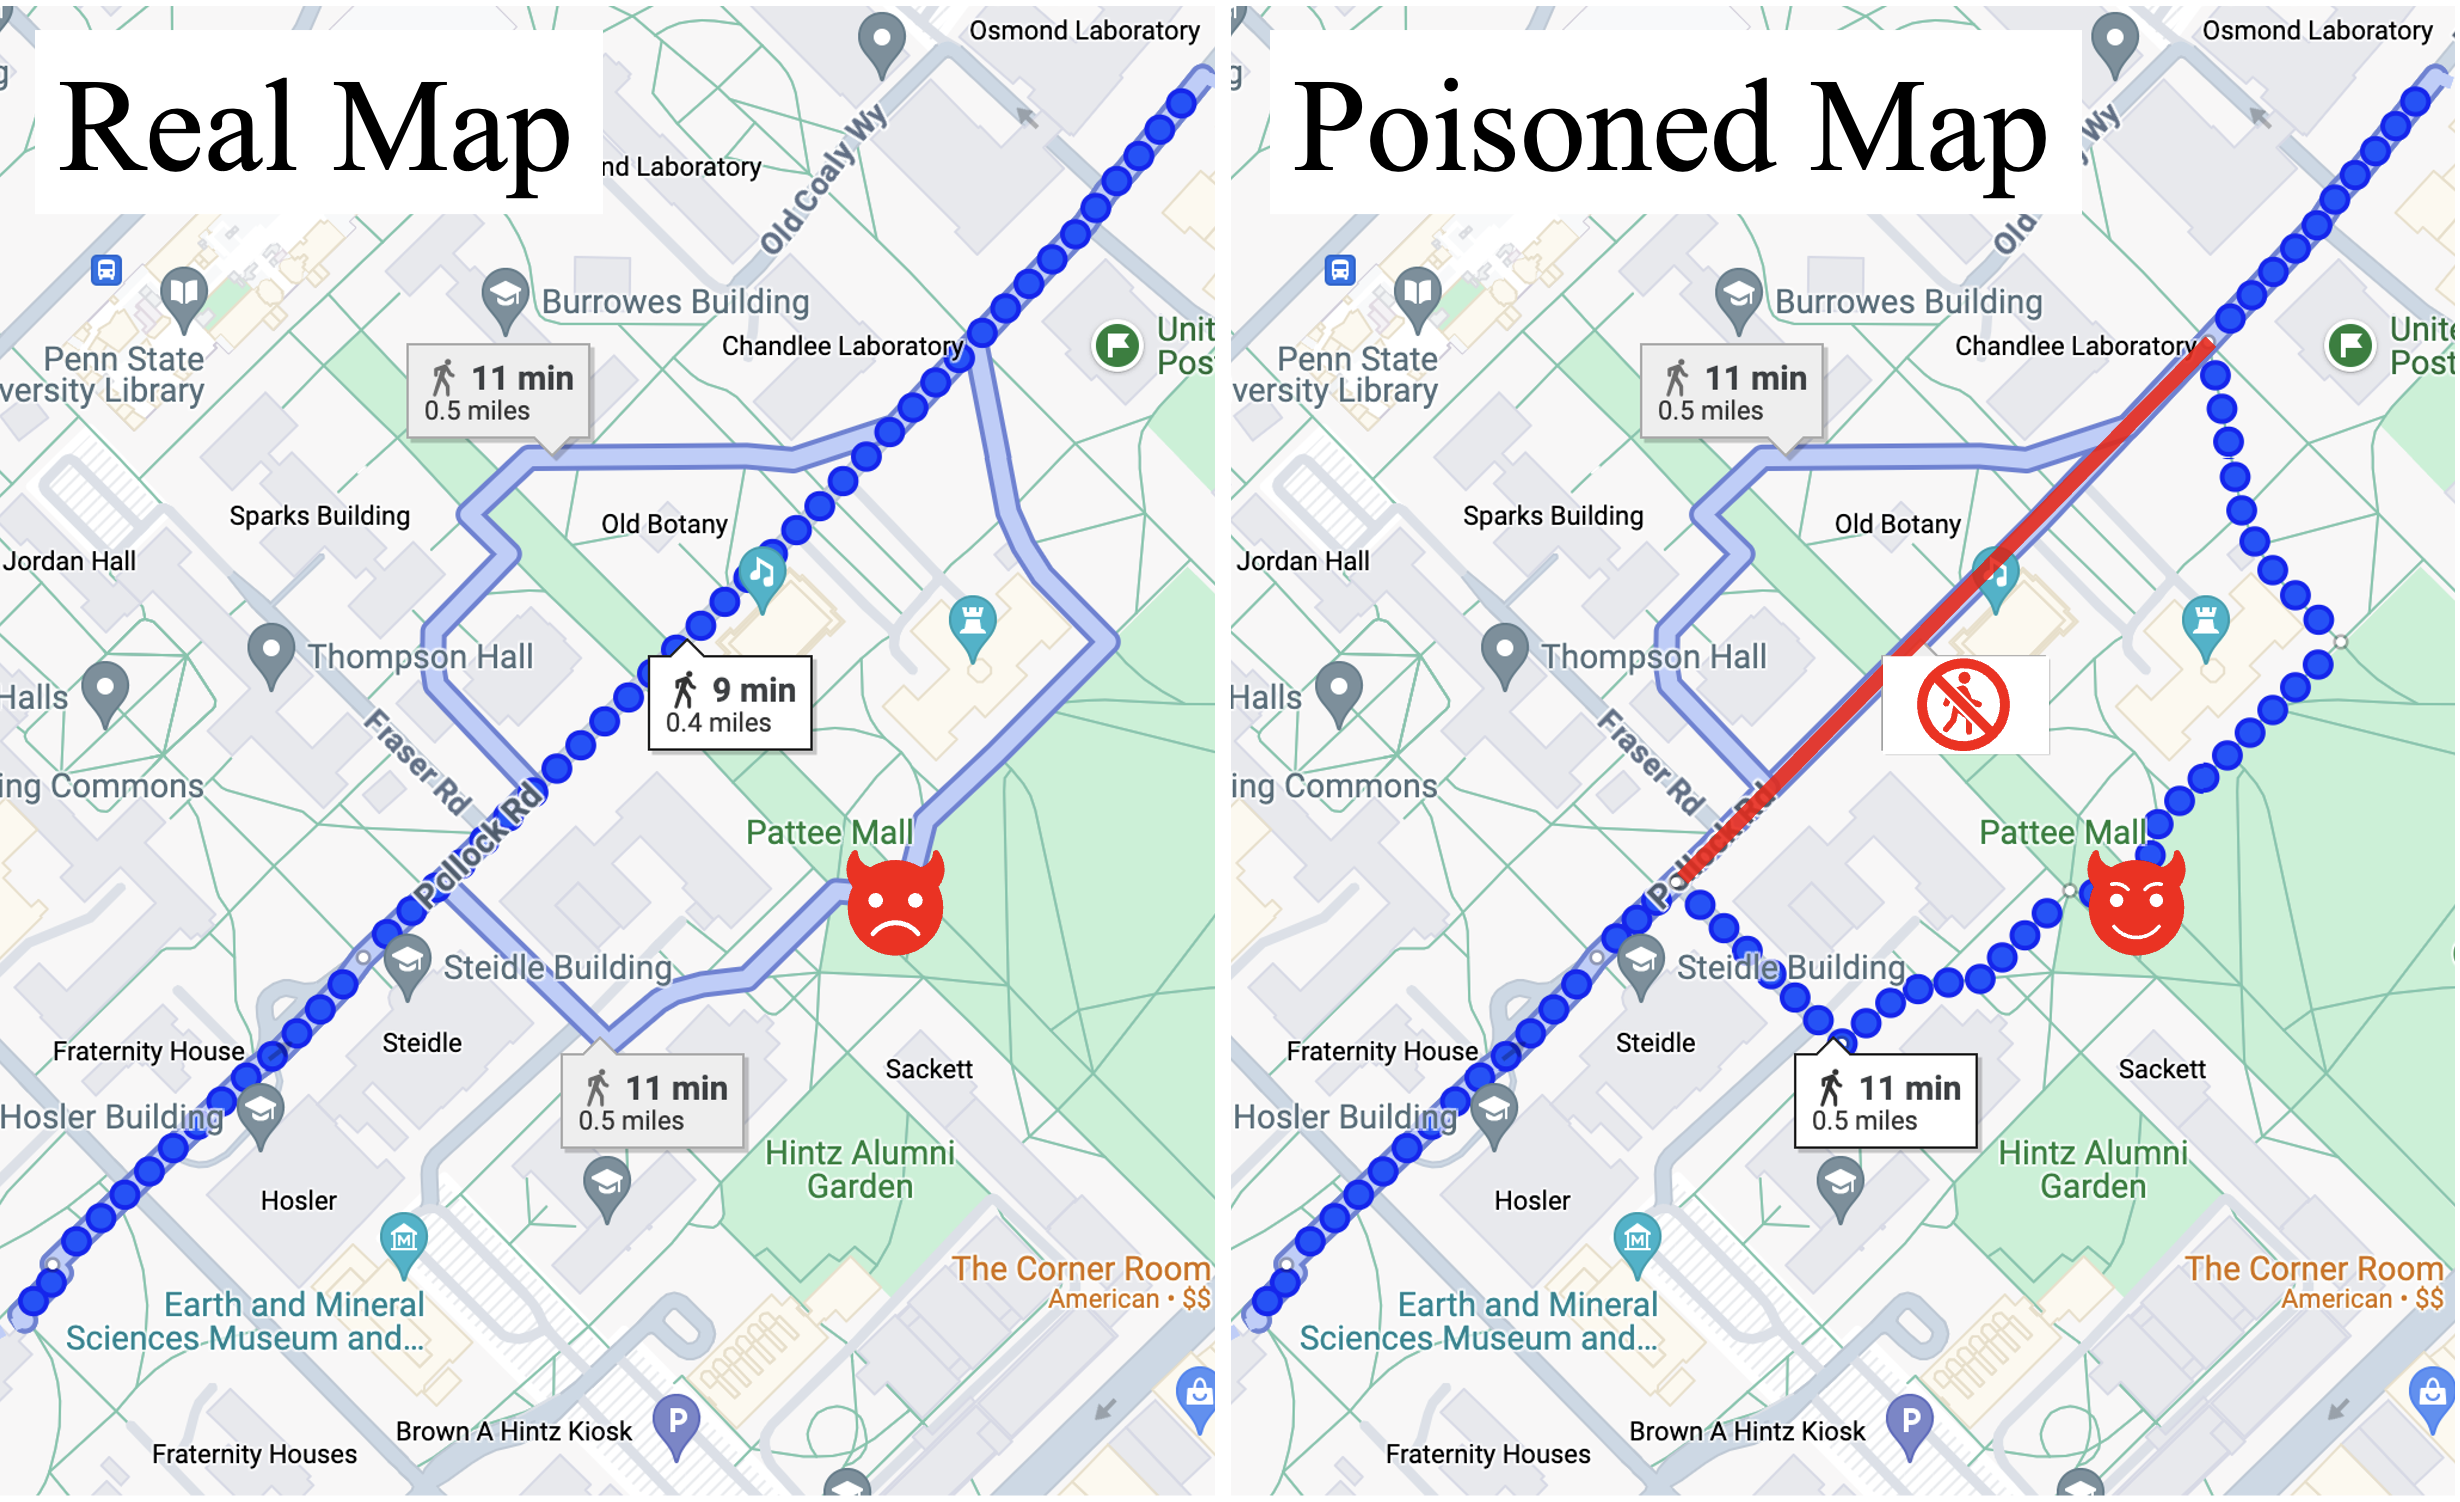 Real Map
Osmond Laboratory
nd Laboratory
Old Coaly Wy
Burrowes Building
Chandlee Laboratory
Unit
Pos
Penn State
versity Library
11 min
0.5 miles
Sparks Building
Old Botany
Jordan Hall
Thompson Hall
Halls
9 min
0.4 miles
Fraser Rd
ing Commons
Pollock Rd
Pattee Mall
Steidle Building
Steidle
Fraternity House
Sackett
11 min
0.5 miles
Hosler Building
Hintz Alumni
Garden
Hosler
The Corner Room
American • $$
Earth and Mineral
Sciences Museum and...
P
Brown A Hintz Kiosk
Fraternity Houses
Poisoned Map
Osmond Laboratory
g
Wy
Old
Burrowes Building
Chandlee Laboratory
Unite
Post
Penn State
versity Library
11 min
0.5 miles
Sparks Building
Old Botany
Jordan Hall
Thompson Hall
Halls
Fraser Rd
ing Commons
Pollock Rd
Pattee Mall
Steidle Building
Steidle
Fraternity House
Sackett
11 min
0.5 miles
Hosler Building
Hintz Alumni
Garden
Hosler
The Corner Room
American • $$
Earth and Mineral
Sciences Museum and...
P
Brown A Hintz Kiosk
Fraternity Houses